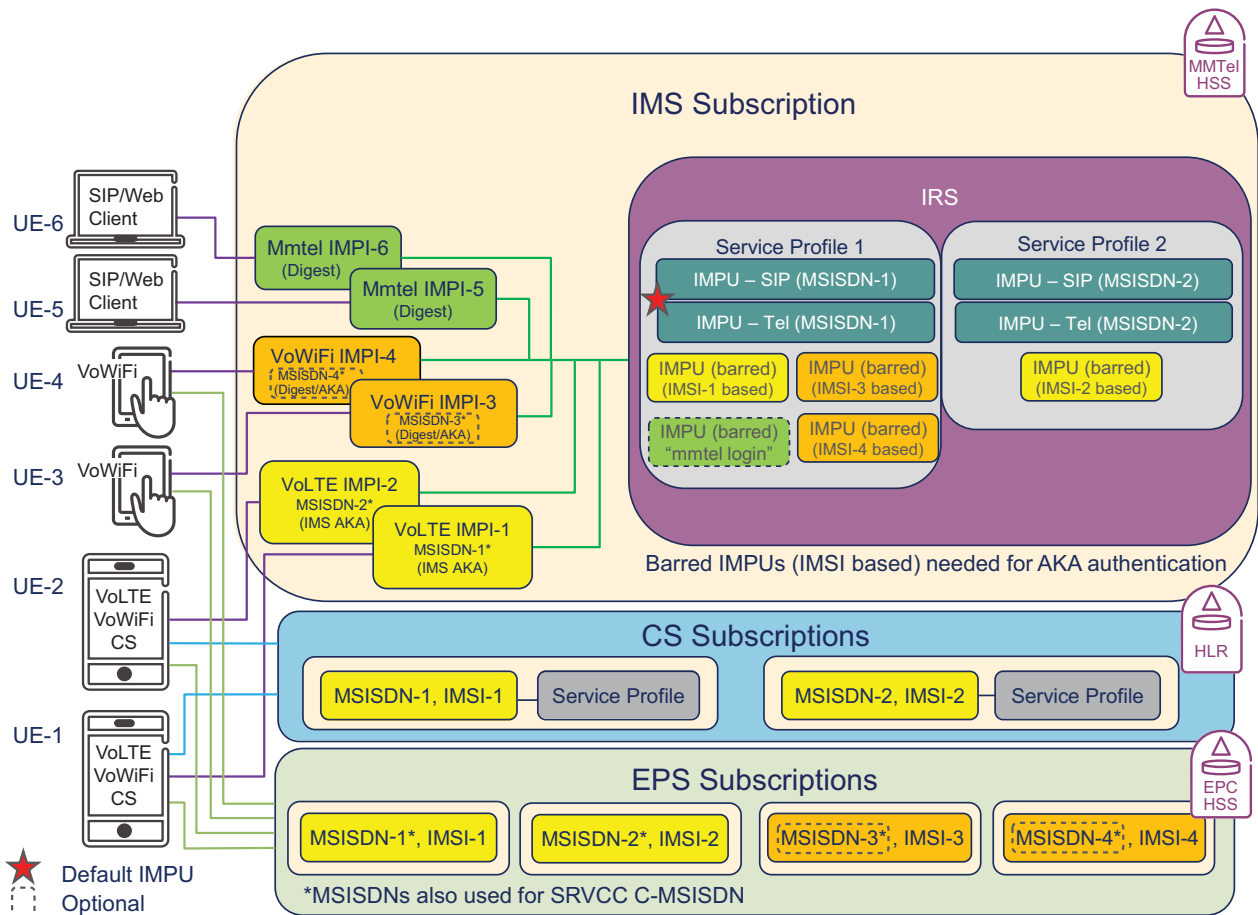 MMTel
HSS
IMS Subscription
IRS
Service Profile 1
IMPU – SIP (MSISDN-1)
IMPU – Tel (MSISDN-1)
IMPU (barred)
(IMSI-1 based)
IMPU (barred)
(IMSI-3 based)
IMPU (barred)
“mmtel login”
IMPU (barred)
(IMSI-4 based)
Service Profile 2
IMPU – SIP (MSISDN-2)
IMPU – Tel (MSISDN-2)
IMPU (barred)
(IMSI-2 based)
Barred IMPUs (IMSI based) needed for AKA authentication
UE-6
SIP/Web
Client
UE-5
SIP/Web
Client
UE-4
VoWiFi
UE-3
VoWiFi
UE-2
VoLTE
VoWiFi
CS
UE-1
VoLTE
VoWiFi
CS
Mmtel IMPI-6
(Digest)
Mmtel IMPI-5
(Digest)
VoWiFi IMPI-4
MSISDN-4*
(Digest/AKA)
VoWiFi IMPI-3
MSISDN-3*
(Digest/AKA)
VoLTE IMPI-2
MSISDN-2*
(IMS AKA)
VoLTE IMPI-1
MSISDN-1*
(IMS AKA)
CS Subscriptions
HLR
MSISDN-1, IMSI-1
Service Profile
MSISDN-2, IMSI-2
Service Profile
EPS Subscriptions
EPC
HSS
MSISDN-1*, IMSI-1
MSISDN-2*, IMSI-2
MSISDN-3*, IMSI-3
MSISDN-4*, IMSI-4
*MSISDNs also used for SRVCC C-MSISDN
Default IMPU
Optional